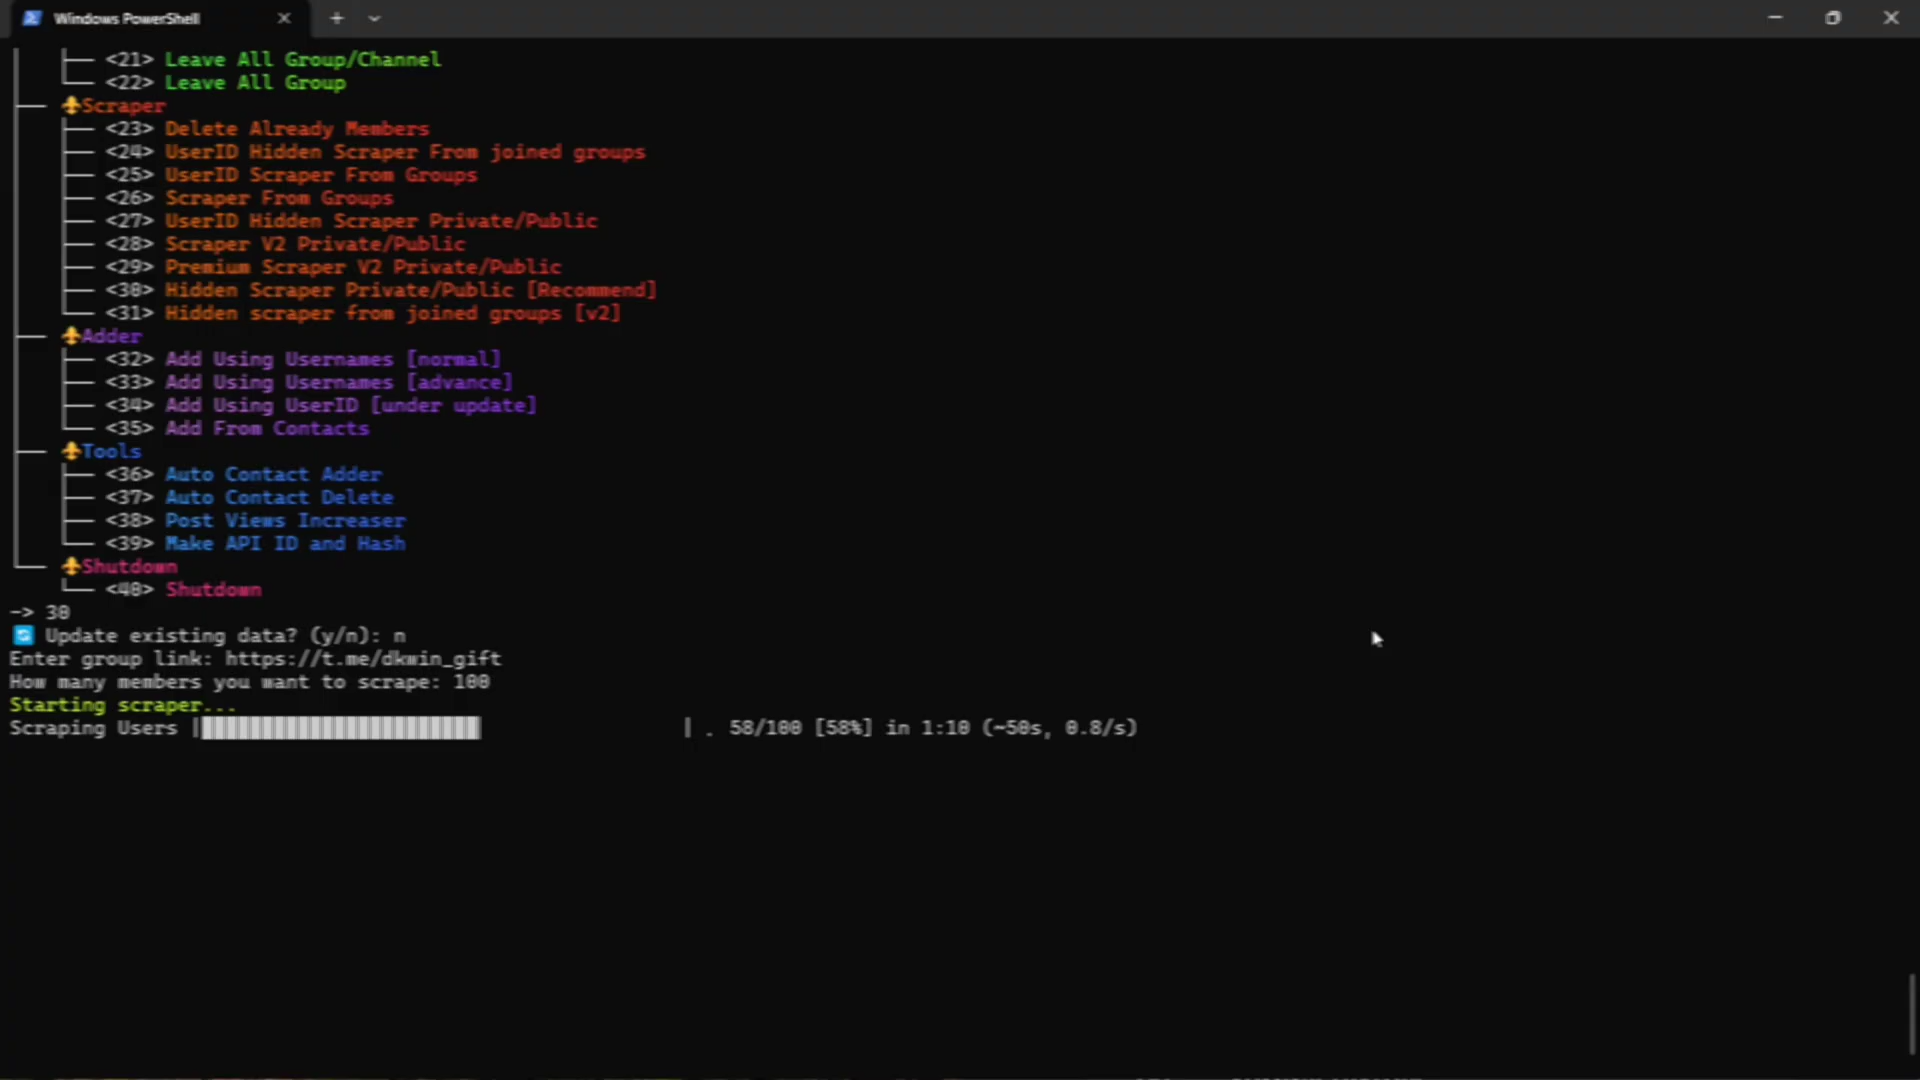 Windows PowerShell
<21> Leave All Group/Channel
<22> Leave All Group
Scraper
<23> Delete Already Members
<24> UserID Hidden Scraper From joined groups
<25> UserID Scraper From Groups
<26> Scraper From Groups
<27> UserID Hidden Scraper Private/Public
<28> Scraper V2 Private/Public
<29> Premium Scraper V2 Private/Public
<30> Hidden Scraper Private/Public [Recommend]
<31> Hidden scraper from joined groups [v2]
Adder
<32> Add Using Usernames [normal]
<33> Add Using Usernames [advance]
<34> Add Using UserID [under update]
<35> Add From Contacts
Tools
<36> Auto Contact Adder
<37> Auto Contact Delete
<38> Post Views Increaser
<39> Make API ID and Hash
Shutdown
<40> Shutdown
-> 30
Update existing data? (y/n): n
Enter group link: https://t.me/dkwin_gift
How many members you want to scrape: 100
Starting scraper...
Scraping Users | | . 58/100 [58%] in 1:10 (~50s, 0.8/s)